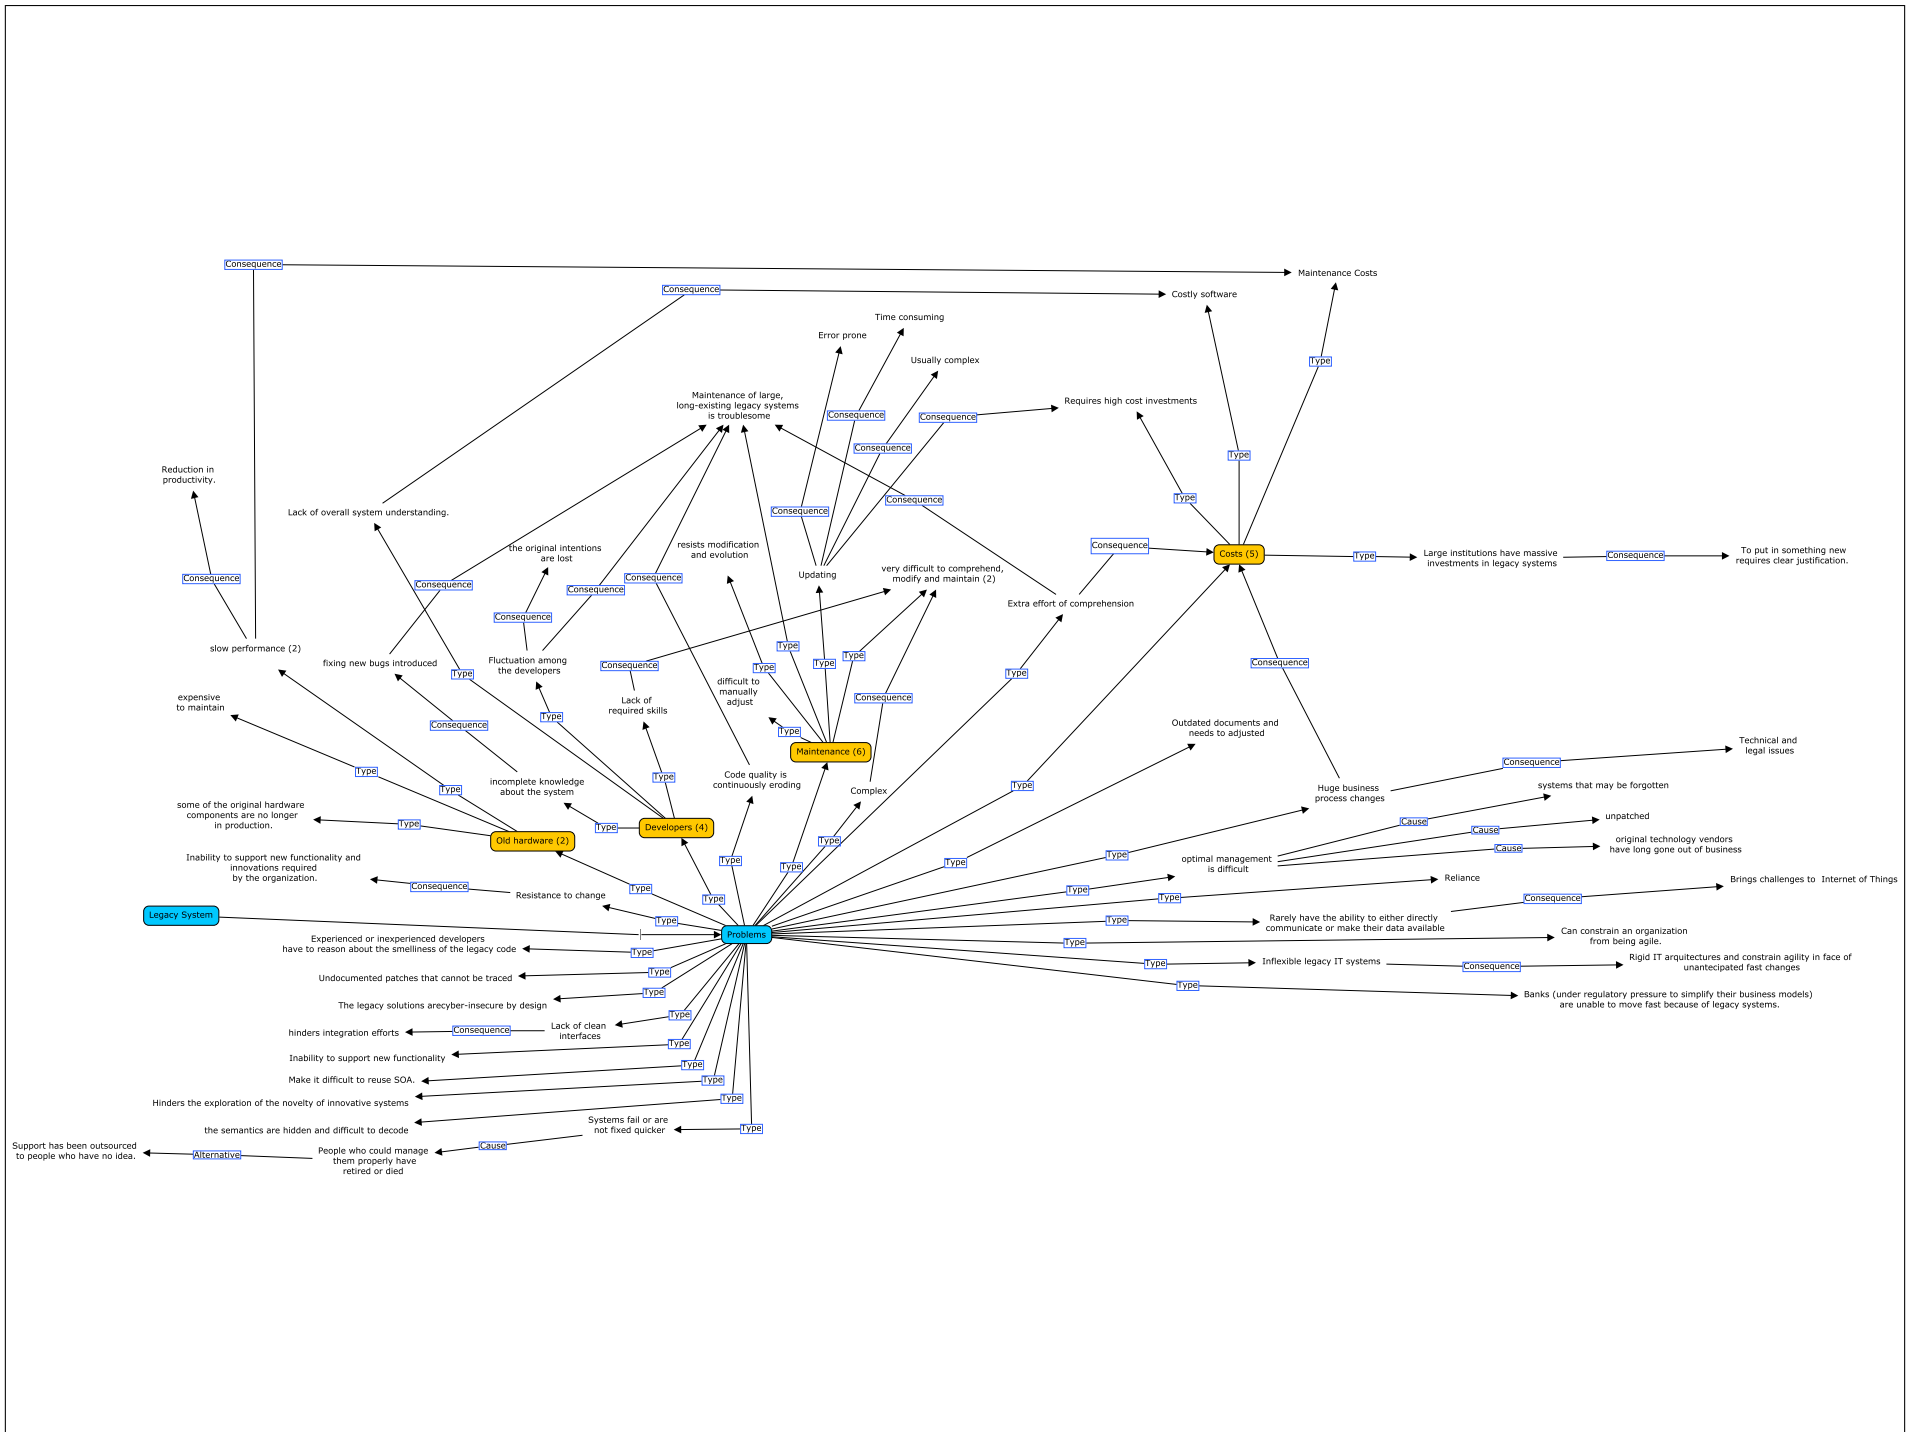 Consequence
Maintenance Costs
Consequence
Costly software
Time consuming
Error prone
Usually complex
Type
Maintenance of large,
long-existing legacy systems
is troublesome
Requires high cost investments
Consequence
Consequence
Consequence
Type
Reduction in
productivity.
Type
Consequence
Lack of overall system understanding.
Consequence
the original intentions
are lost
resists modification
and evolution
Consequence
Costs (5)
Type
Large institutions have massive
investments in legacy systems
Consequence
To put in something new
requires clear justification.
Updating
very difficult to comprehend,
modify and maintain (2)
Consequence
Consequence
Consequence
Consequence
Extra effort of comprehension
Consequence
slow performance (2)
Type
Type
Type
fixing new bugs introduced
Fluctuation among
the developers
Consequence
Type
Consequence
Type
Type
difficult to
manually
adjust
Consequence
expensive
to maintain
Lack of
required skills
Type
Consequence
Type
Outdated documents and
needs to adjusted
Technical and
legal issues
Maintenance (6)
Consequence
Type
Type
Code quality is
continuously eroding
incomplete knowledge
about the system
Type
Complex
Type
Huge business
process changes
systems that may be forgotten
some of the original hardware
components are no longer
in production.
Type
Type
Developers (4)
Cause
unpatched
Cause
Old hardware (2)
Type
original technology vendors
have long gone out of business
Cause
Inability to support new functionality and
innovations required
by the organization.
Type
Type
Type
Type
optimal management
is difficult
Consequence
Type
Type
Reliance
Brings challenges to  Internet of Things
Resistance to change
Type
Type
Consequence
Legacy System
Type
Type
Rarely have the ability to either directly
communicate or make their data available
Problems
Can constrain an organization
from being agile.
Experienced or inexperienced developers
have to reason about the smelliness of the legacy code
Type
Type
Type
Inflexible legacy IT systems
Consequence
Rigid IT arquitectures and constrain agility in face of
unantecipated fast changes
Undocumented patches that cannot be traced
Type
Type
Banks (under regulatory pressure to simplify their business models)
are unable to move fast because of legacy systems.
The legacy solutions arecyber-insecure by design
Type
Type
hinders integration efforts
Consequence
Lack of clean
interfaces
Type
Inability to support new functionality
Type
Make it difficult to reuse SOA.
Type
Type
Hinders the exploration of the novelty of innovative systems
Type
the semantics are hidden and difficult to decode
Systems fail or are
not fixed quicker
Type
Support has been outsourced
to people who have no idea.
Alternative
People who could manage
them properly have
retired or died
Cause